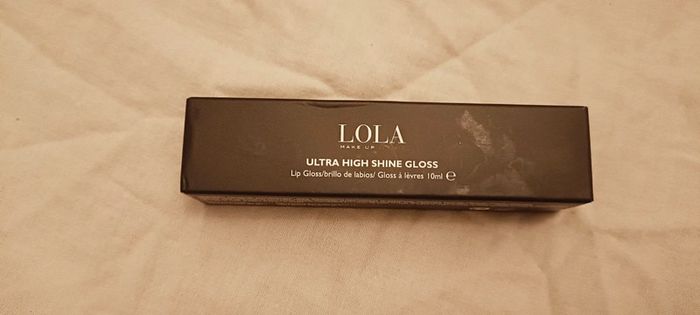 LOLA
MAKE UP
ULTRA HIGH SHINE GLOSS
Lip Gloss/brillo de labios/ Gloss à lèvres 10ml ℮